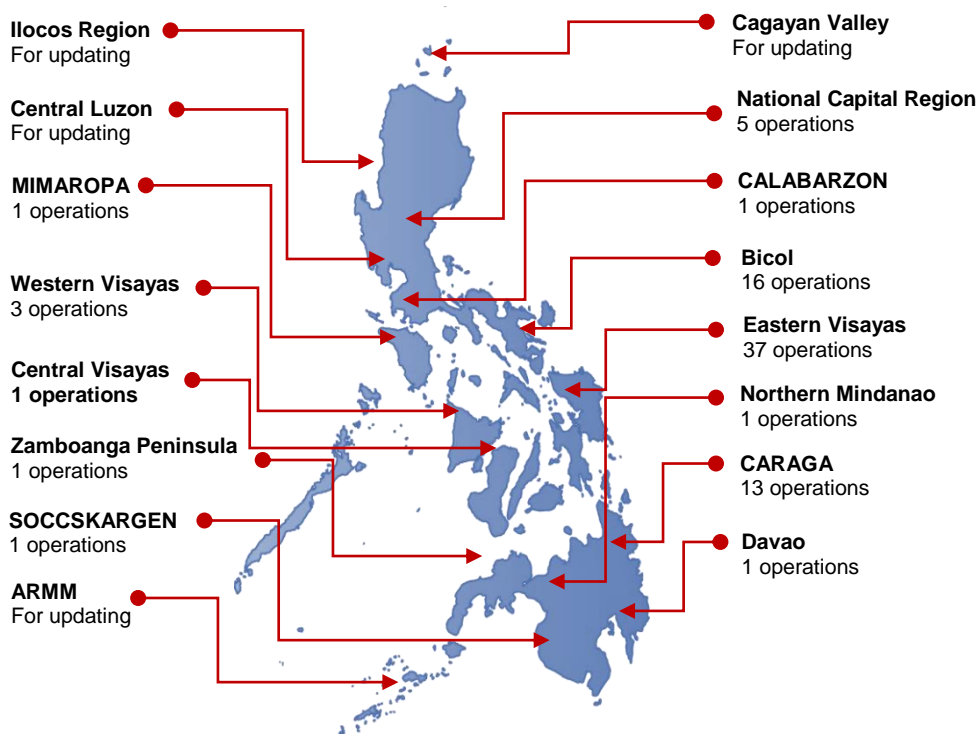 Ilocos Region
For updating
Central Luzon
For updating
MIMAROPA
1 operations
Western Visayas
3 operations
Central Visayas
1 operations
Zamboanga Peninsula
1 operations
SOCCSKARGEN
1 operations
ARMM
For updating
Cagayan Valley
For updating
National Capital Region
5 operations
CALABARZON
1 operations
Bicol
16 operations
Eastern Visayas
37 operations
Northern Mindanao
1 operations
CARAGA
13 operations
Davao
1 operations